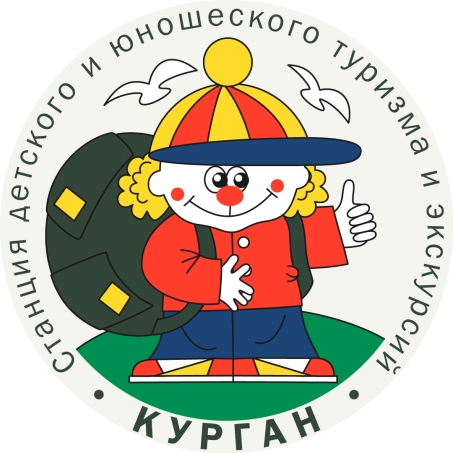 Станция детского и юношеского туризма и экскурсий
• КУРГАН •